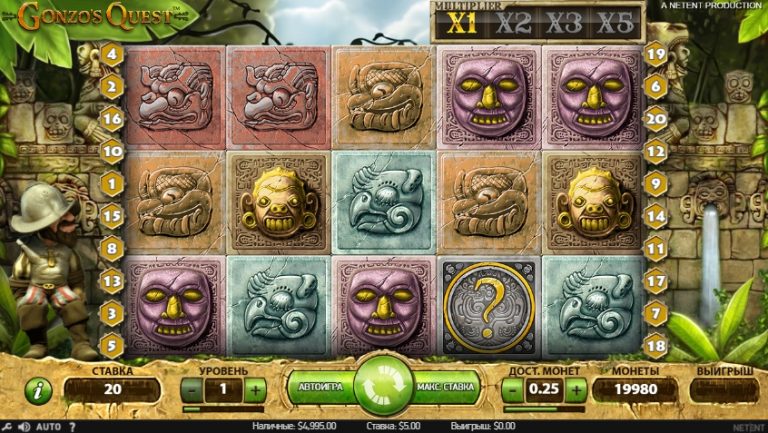 GONZO'S QUEST™
MULTIPLIER
X1 X2 X3 X5
A NETENT PRODUCTION
4 19
2 6
16 20
10 18
1 9
15 14
8 11
13 17
3 7
5 18
?
СТАВКА
20
УРОВЕНЬ
- 1 +
АВТОИГРА
МАКС. СТАВКА
ДОСТ. МОНЕТ
- 0.25 +
МОНЕТЫ
19980
ВЫИГРЫШ
i
AUTO ?
Наличные: $4,995.00 Ставка: $5.00 Выигрыш: $0.00
NETENT